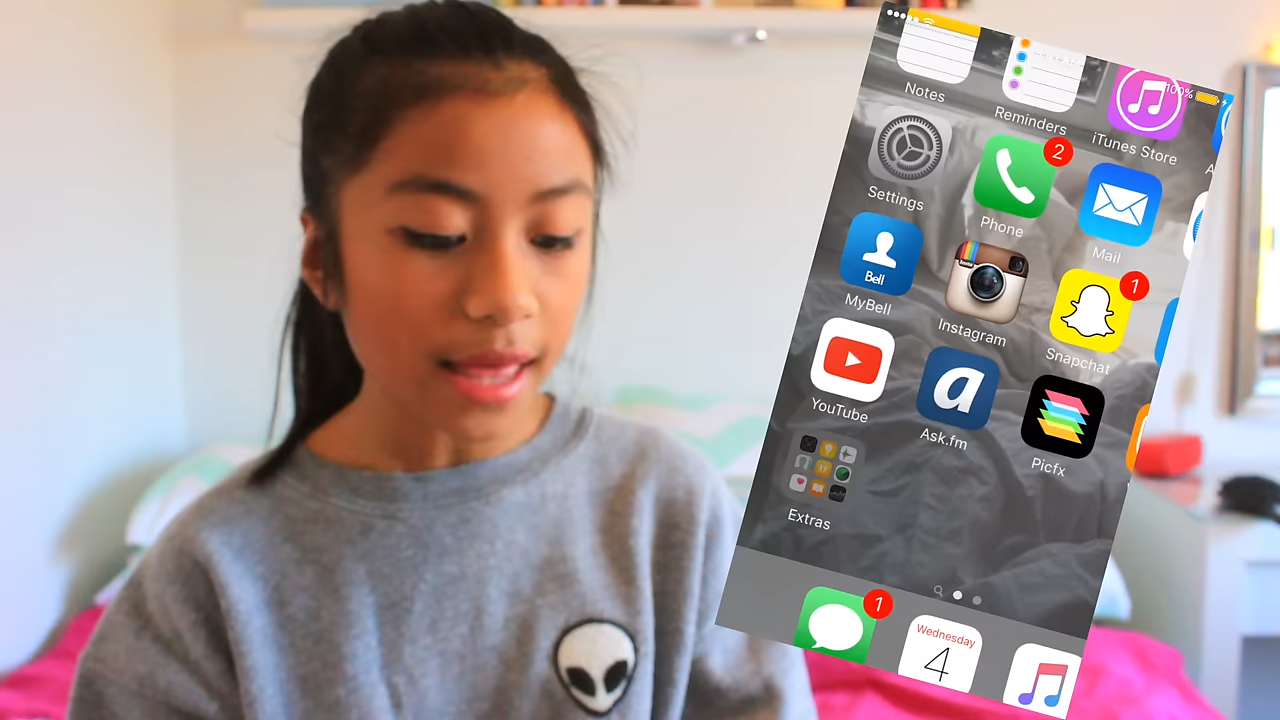 100%
Notes
Reminders
iTunes Store
Settings
2
Phone
Mail
Bell
MyBell
Instagram
1
Snapchat
YouTube
a
Ask.fm
Picfx
Extras
1
Wednesday
4